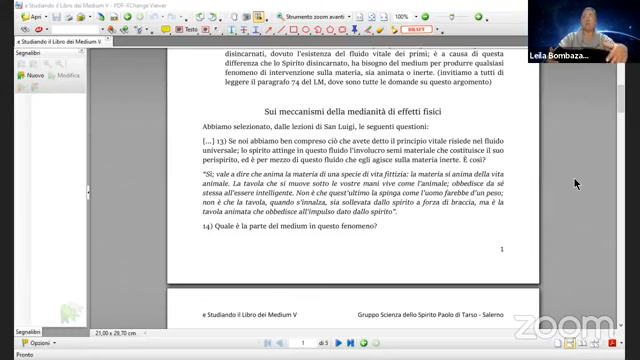 e Studiando il Libro dei Medium V - PDF-XChange Viewer
Apri
Strumento zoom avanti
100%
DRAFT
e Studiando il Libro dei Medium V
Segnalibri
Testo
Nuovo
Modifica
disincarnati, dovuto l'esistenza del fluido vitale dei primi; è a causa di questa
differenza che lo Spirito disincarnato, ha bisogno del medium per produrre qualsiasi
fenomeno di intervenzione sulla materia, sia animata o inerte. (invitiamo a tutti di
leggere il paragrafo 74 del LM, dove sono tutte le domande su questo argomento)
Sui meccanismi della medianità di effetti fisici
Abbiamo selezionato, dalle lezioni di San Luigi, le seguenti questioni:
[...] 13) Se noi abbiamo ben compreso ciò che avete detto il principio vitale risiede nel fluido
universale; lo spirito attinge in questo fluido l'involucro semi materiale che costituisce il suo
perispirito, ed è per mezzo di questo fluido che egli agisce sulla materia inerte. È così?
"Sì; vale a dire che anima la materia di una specie di vita fittizia: la materia si anima della vita
animale. La tavola che si muove sotto le vostre mani vive come l'animale; obbedisce da sé
stessa all'essere intelligente. Non è che quest'ultimo la spinga come l'uomo farebbe d'un peso;
non è che la tavola, quando s'innalza, sia sollevata dallo spirito a forza di braccia, ma è la
tavola animata che obbedisce all'impulso dato dallo spirito".
14) Quale è la parte del medium in questo fenomeno?
1
e Studiando il Libro dei Medium V
Gruppo Scienza dello Spirito Paolo di Tarso - Salerno
Segnalibri
21,00 x 29,70 cm
Opzioni
1
di 5
Pronto
Leila Bombaza...
zoom